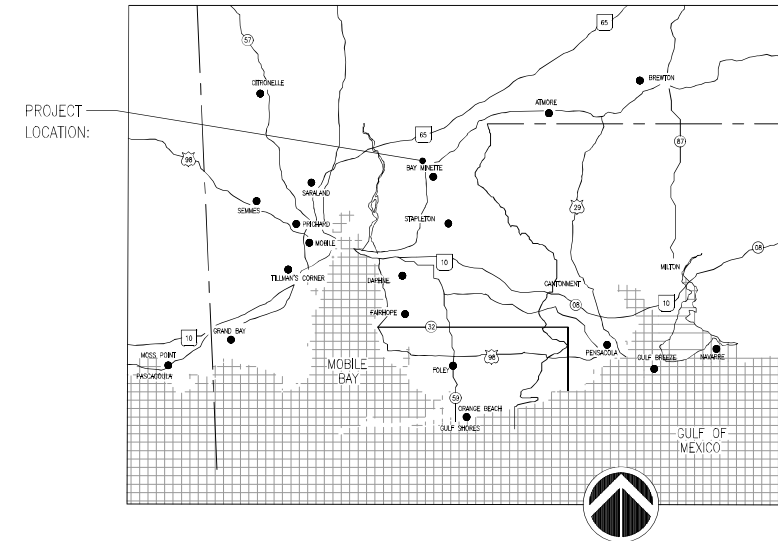 65
57
CITRONELLE
BREWTON
ATMORE
PROJECT
LOCATION:
65
87
98
BAY MINETTE
SARALAND
SEMMES
29
STAPLETON
PRICHARD
MOBILE
08
10
MILTON
TILLMAN'S CORNER
DAPHNE
CANTONMENT
08
10
FAIRHOPE
32
GRAND BAY
10
MOSS POINT
PENSACOLA
NAVARRE
98
GULF BREEZE
MOBILE
BAY
FOLEY
PASCAGOULA
59
ORANGE BEACH
GULF SHORES
GULF OF
MEXICO